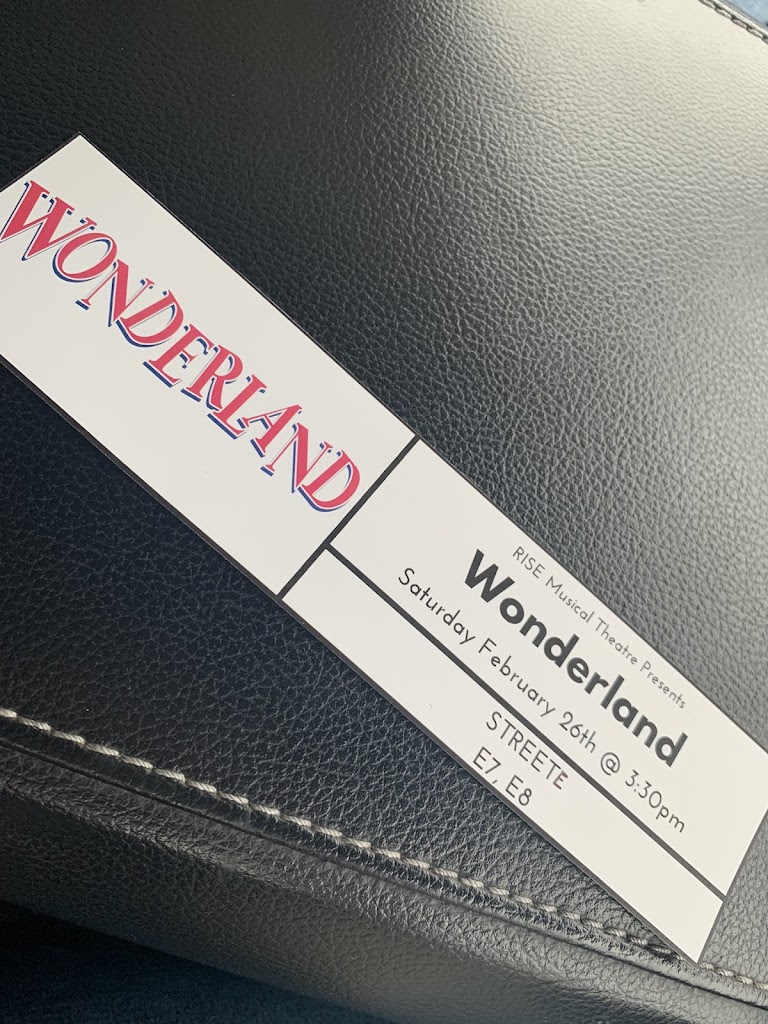 WONDERLAND
RISE Musical Theatre Presents
Wonderland
Saturday February 26th @ 3:30pm
STREETE
E7, E8